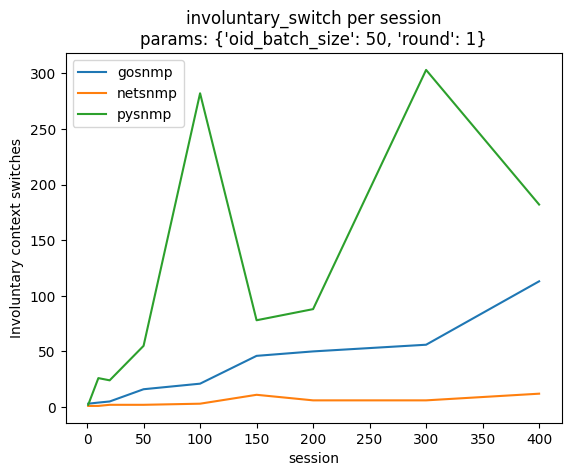 involuntary_switch per session
params: {'oid_batch_size': 50, 'round': 1}
gosnmp
netsnmp
pysnmp
Involuntary context switches
300
250
200
150
100
50
0
0 50 100 150 200 250 300 350 400
session